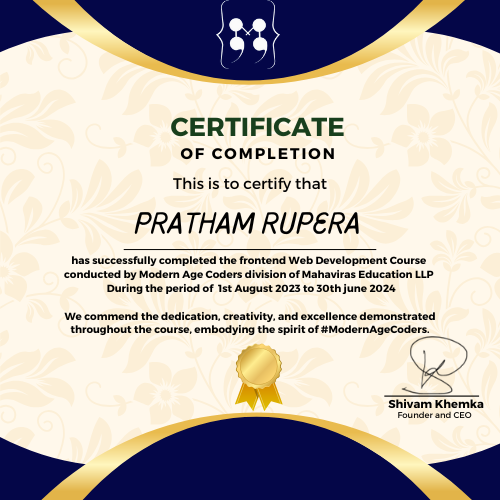 CERTIFICATE
OF COMPLETION
This is to certify that
PRATHAM RUPERA
has successfully completed the frontend Web Development Course
conducted by Modern Age Coders division of Mahaviras Education LLP
During the period of 1st August 2023 to 30th june 2024
We commend the dedication, creativity, and excellence demonstrated
throughout the course, embodying the spirit of #ModernAgeCoders.
Shivam Khemka
Founder and CEO